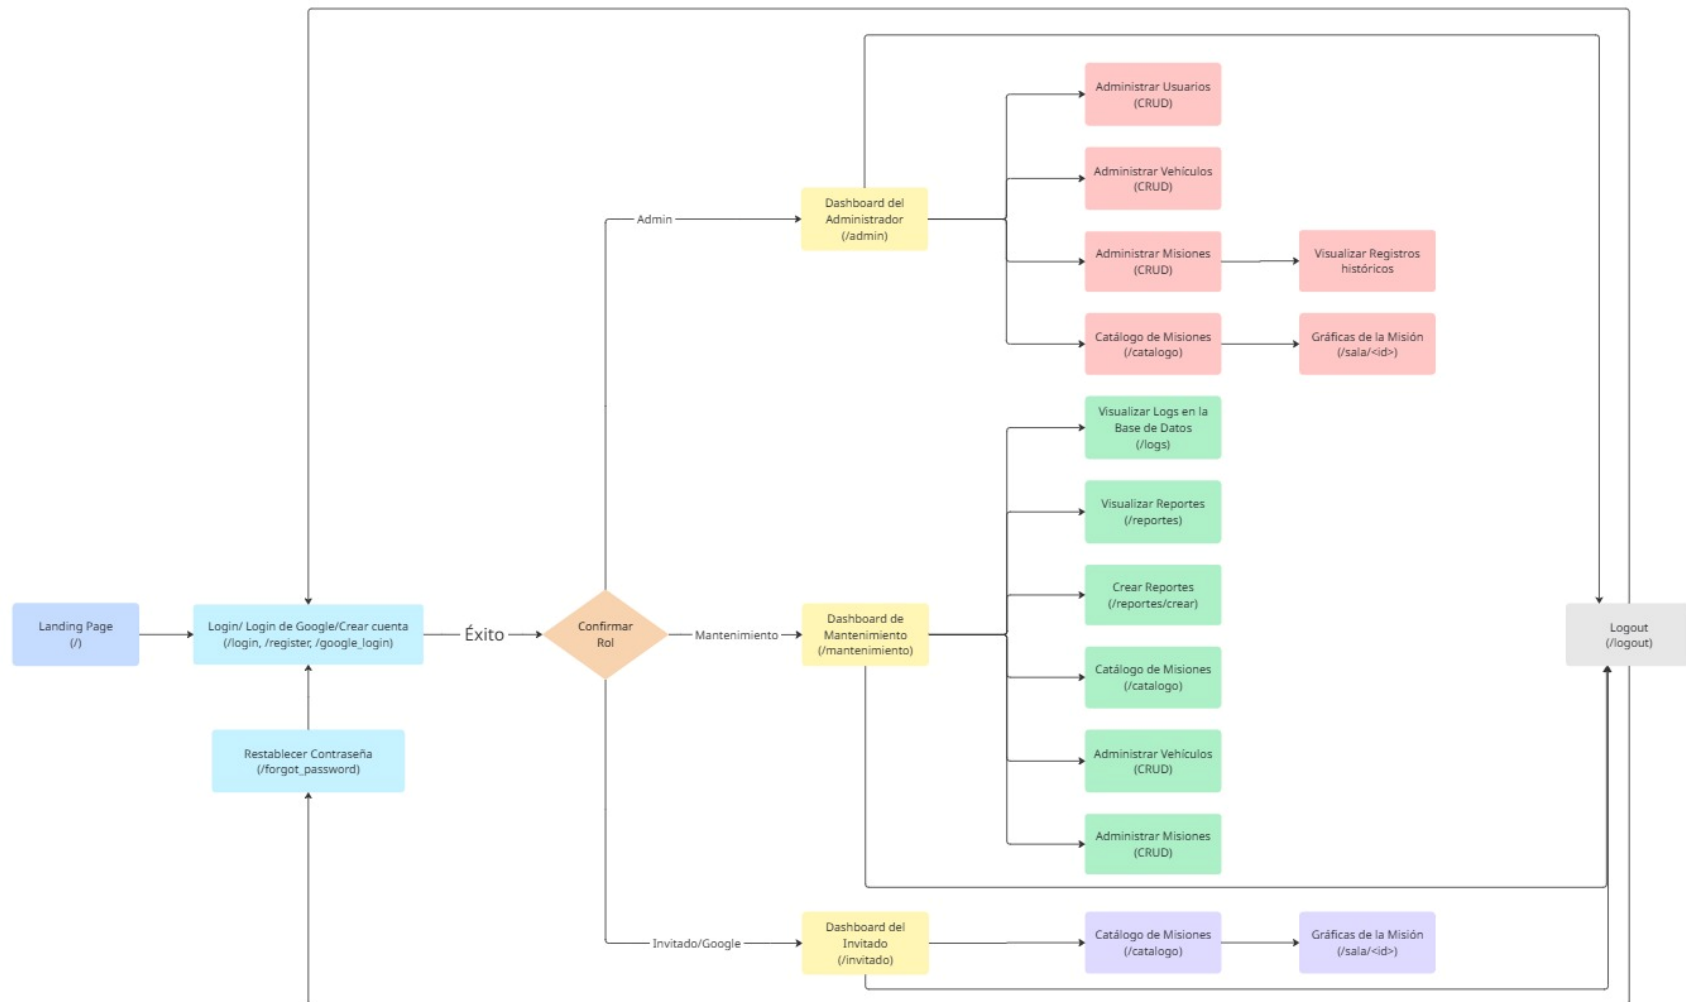 Landing Page
(/)
Login/ Login de Google/Crear cuenta
(/login, /register, /google_login)
Restablecer Contraseña
(/forgot_password)
Éxito
Confirmar
Rol
Admin
Mantenimiento
Invitado/Google
Dashboard del
Administrador
(/admin)
Administrar Usuarios
(CRUD)
Administrar Vehículos
(CRUD)
Administrar Misiones
(CRUD)
Visualizar Registros
históricos
Catálogo de Misiones
(/catalogo)
Gráficas de la Misión
(/sala/<id>)
Dashboard de
Mantenimiento
(/mantenimiento)
Visualizar Logs en la
Base de Datos
(/logs)
Visualizar Reportes
(/reportes)
Crear Reportes
(/reportes/crear)
Catálogo de Misiones
(/catalogo)
Administrar Vehículos
(CRUD)
Administrar Misiones
(CRUD)
Dashboard del
Invitado
(/invitado)
Catálogo de Misiones
(/catalogo)
Gráficas de la Misión
(/sala/<id>)
Logout
(/logout)